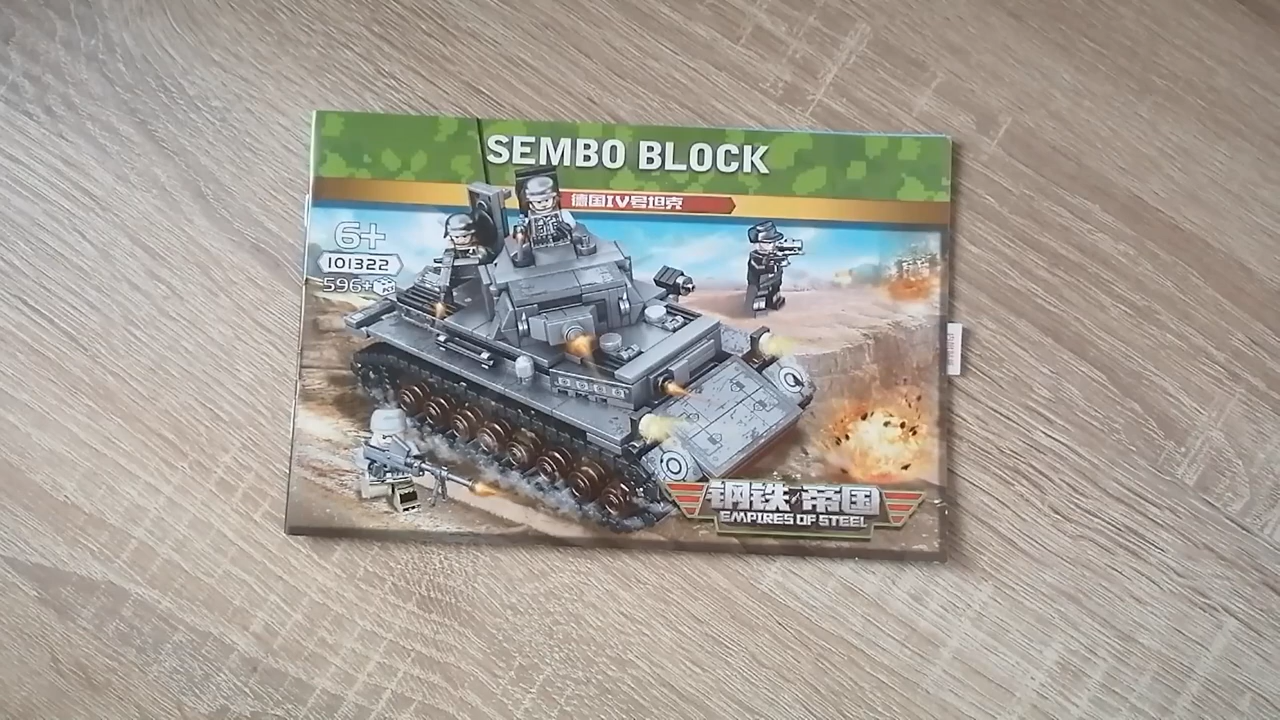 SEMBO BLOCK
德国IV号坦克
6+
101322
596+ PCS
钢铁帝国
EMPIRES OF STEEL